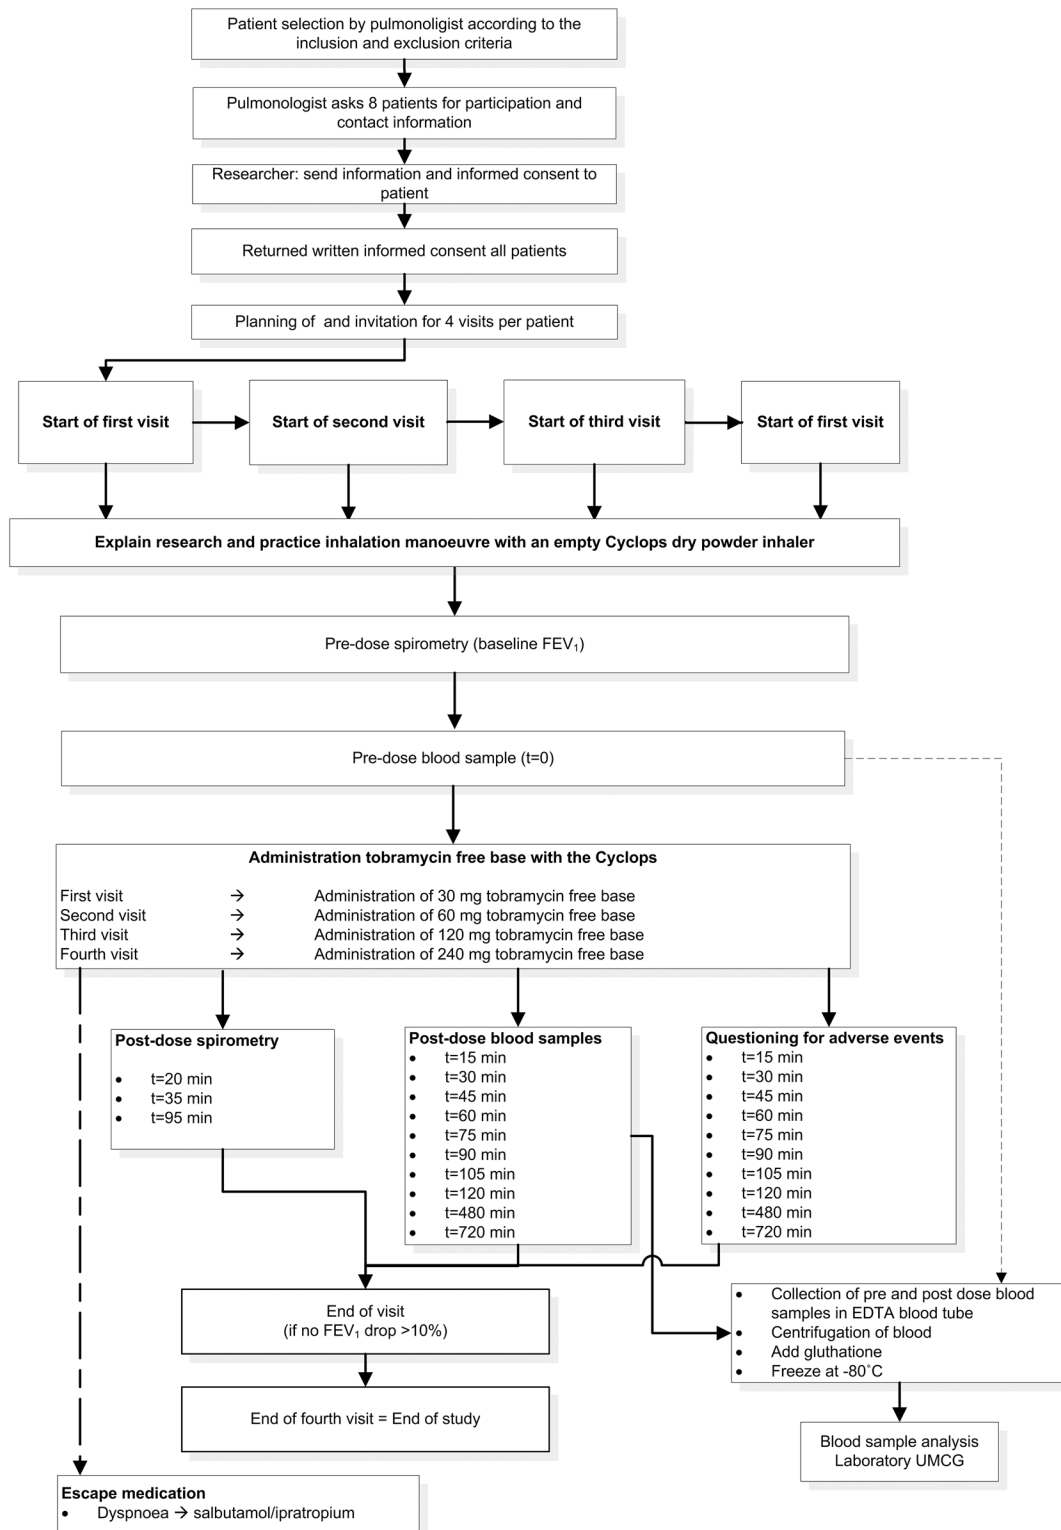 Patient selection by pulmonoligist according to the
inclusion and exclusion criteria
Pulmonologist asks 8 patients for participation and
contact information
Researcher: send information and informed consent to
patient
Returned written informed consent all patients
Planning of  and invitation for 4 visits per patient
Start of first visit
Start of second visit
Start of third visit
Start of first visit
Explain research and practice inhalation manoeuvre with an empty Cyclops dry powder inhaler
Pre-dose spirometry (baseline FEV₁)
Pre-dose blood sample (t=0)
Administration tobramycin free base with the Cyclops
First visit → Administration of 30 mg tobramycin free base
Second visit → Administration of 60 mg tobramycin free base
Third visit → Administration of 120 mg tobramycin free base
Fourth visit → Administration of 240 mg tobramycin free base
Post-dose spirometry
• t=20 min
• t=35 min
• t=95 min
Post-dose blood samples
• t=15 min
• t=30 min
• t=45 min
• t=60 min
• t=75 min
• t=90 min
• t=105 min
• t=120 min
• t=480 min
• t=720 min
Questioning for adverse events
• t=15 min
• t=30 min
• t=45 min
• t=60 min
• t=75 min
• t=90 min
• t=105 min
• t=120 min
• t=480 min
• t=720 min
End of visit
(if no FEV₁ drop >10%)
End of fourth visit = End of study
• Collection of pre and post dose blood
samples in EDTA blood tube
• Centrifugation of blood
• Add gluthatione
• Freeze at -80˚C
Blood sample analysis
Laboratory UMCG
Escape medication
• Dyspnoea → salbutamol/ipratropium